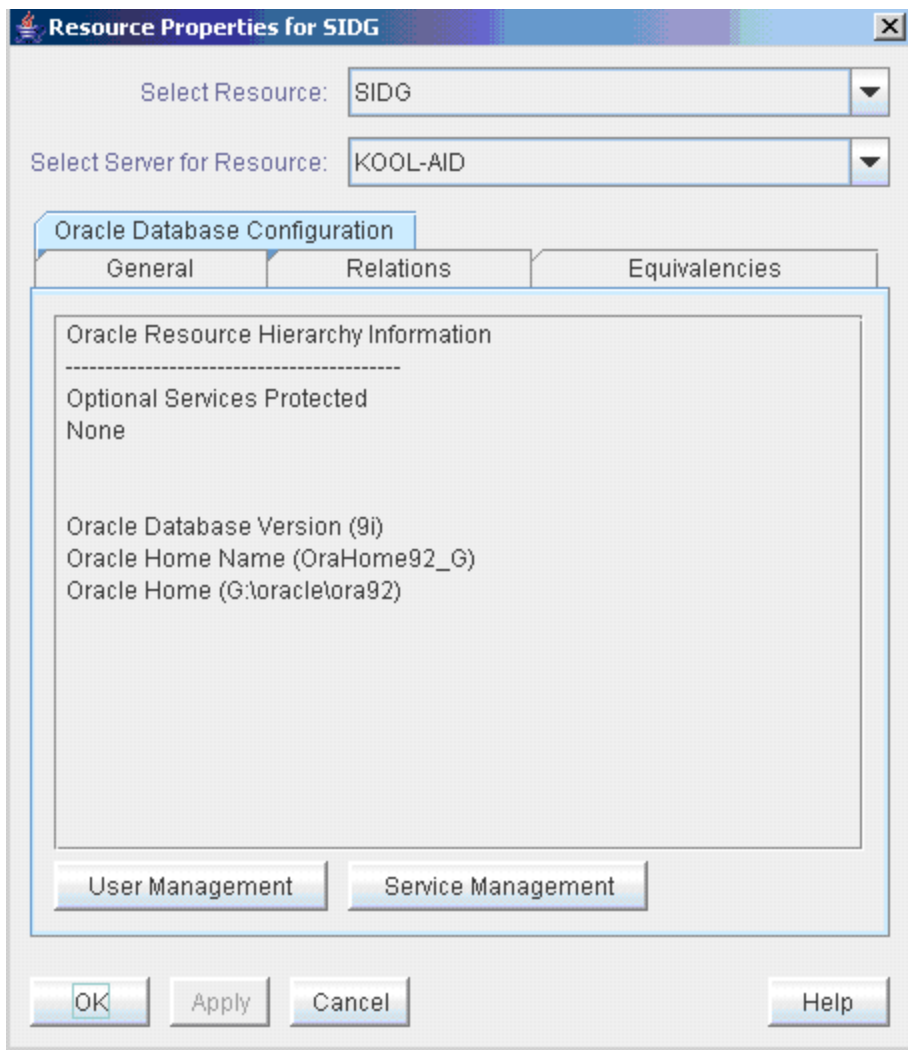 Resource Properties for SIDG
Select Resource: SIDG
Select Server for Resource: KOOL-AID
Oracle Database Configuration
General Relations Equivalencies
Oracle Resource Hierarchy Information
------------------------------------------
Optional Services Protected
None
Oracle Database Version (9i)
Oracle Home Name (OraHome92_G)
Oracle Home (G:\oracle\ora92)
User Management Service Management
OK Apply Cancel Help